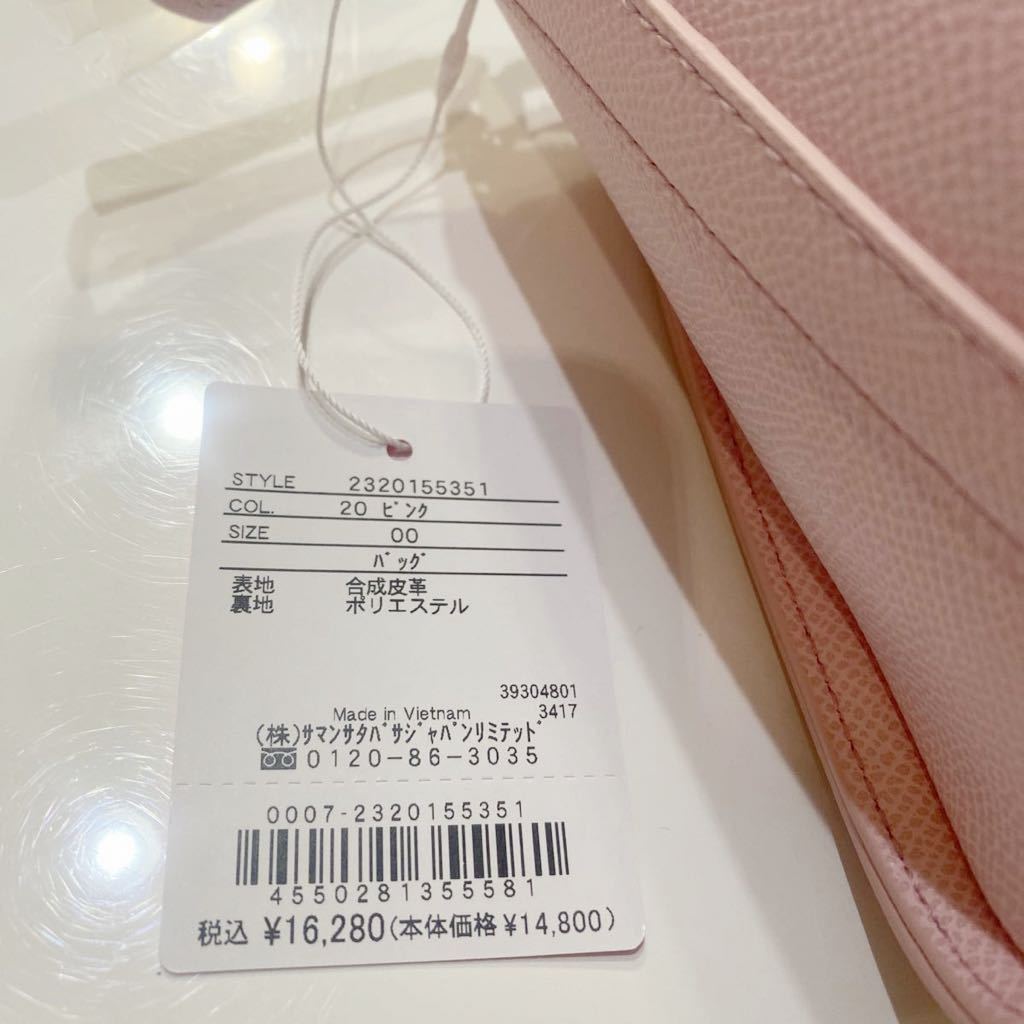 STYLE 2320155351
COL. 20 ﾋﾟﾝｸ
SIZE 00
ﾊﾞｯｸﾞ
表地 合成皮革
裏地 ポリエステル
39304801
Made in Vietnam 3417
(株)ｻﾏﾝｻﾀﾊﾞｻｼﾞｬﾊﾟﾝﾘﾐﾃｯﾄﾞ
0120-86-3035
0007-2320155351
4550281355581
税込 ¥16,280(本体価格 ¥14,800)